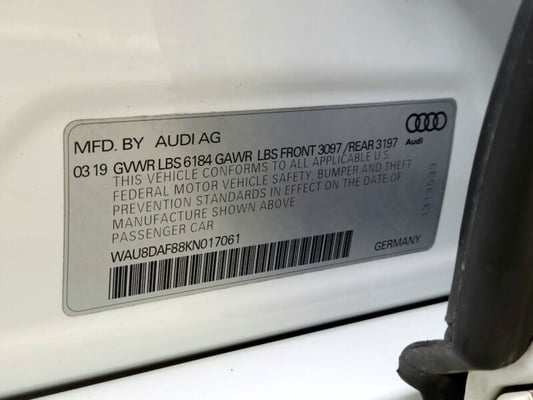 MFD. BY AUDI AG
Audi
03 19 GVWR LBS 6184 GAWR LBS FRONT 3097 /REAR 3197
THIS VEHICLE CONFORMS TO ALL APPLICABLE U.S
FEDERAL MOTOR VEHICLE SAFETY, BUMPER AND THEFT
PREVENTION STANDARDS IN EFFECT ON THE DATE OF
MANUFACTURE SHOWN ABOVE
PASSENGER CAR
WAU8DAF88KN017061
GERMANY